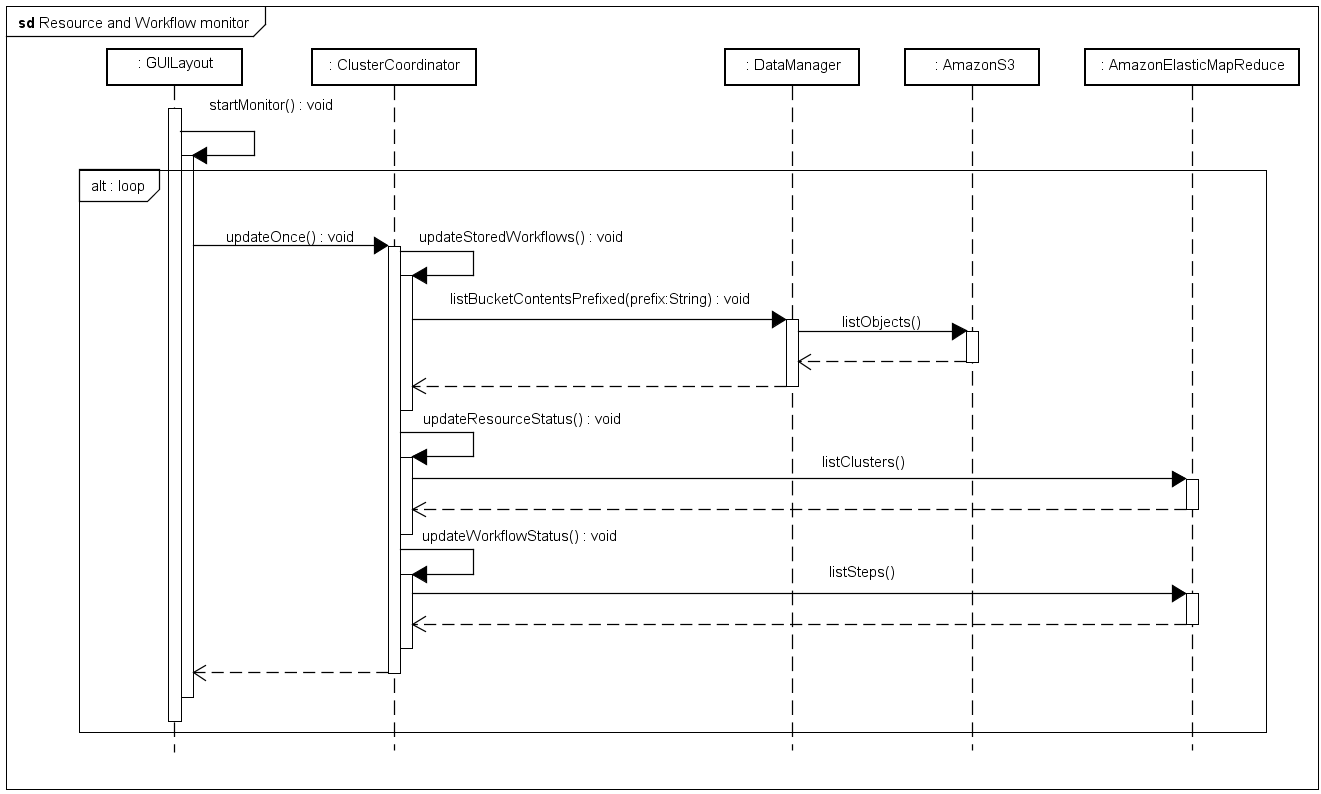 sd Resource and Workflow monitor
: GUILayout
: ClusterCoordinator
: DataManager
: AmazonS3
: AmazonElasticMapReduce
startMonitor() : void
alt : loop
updateOnce() : void
updateStoredWorkflows() : void
listBucketContentsPrefixed(prefix:String) : void
listObjects()
updateResourceStatus() : void
listClusters()
updateWorkflowStatus() : void
listSteps()